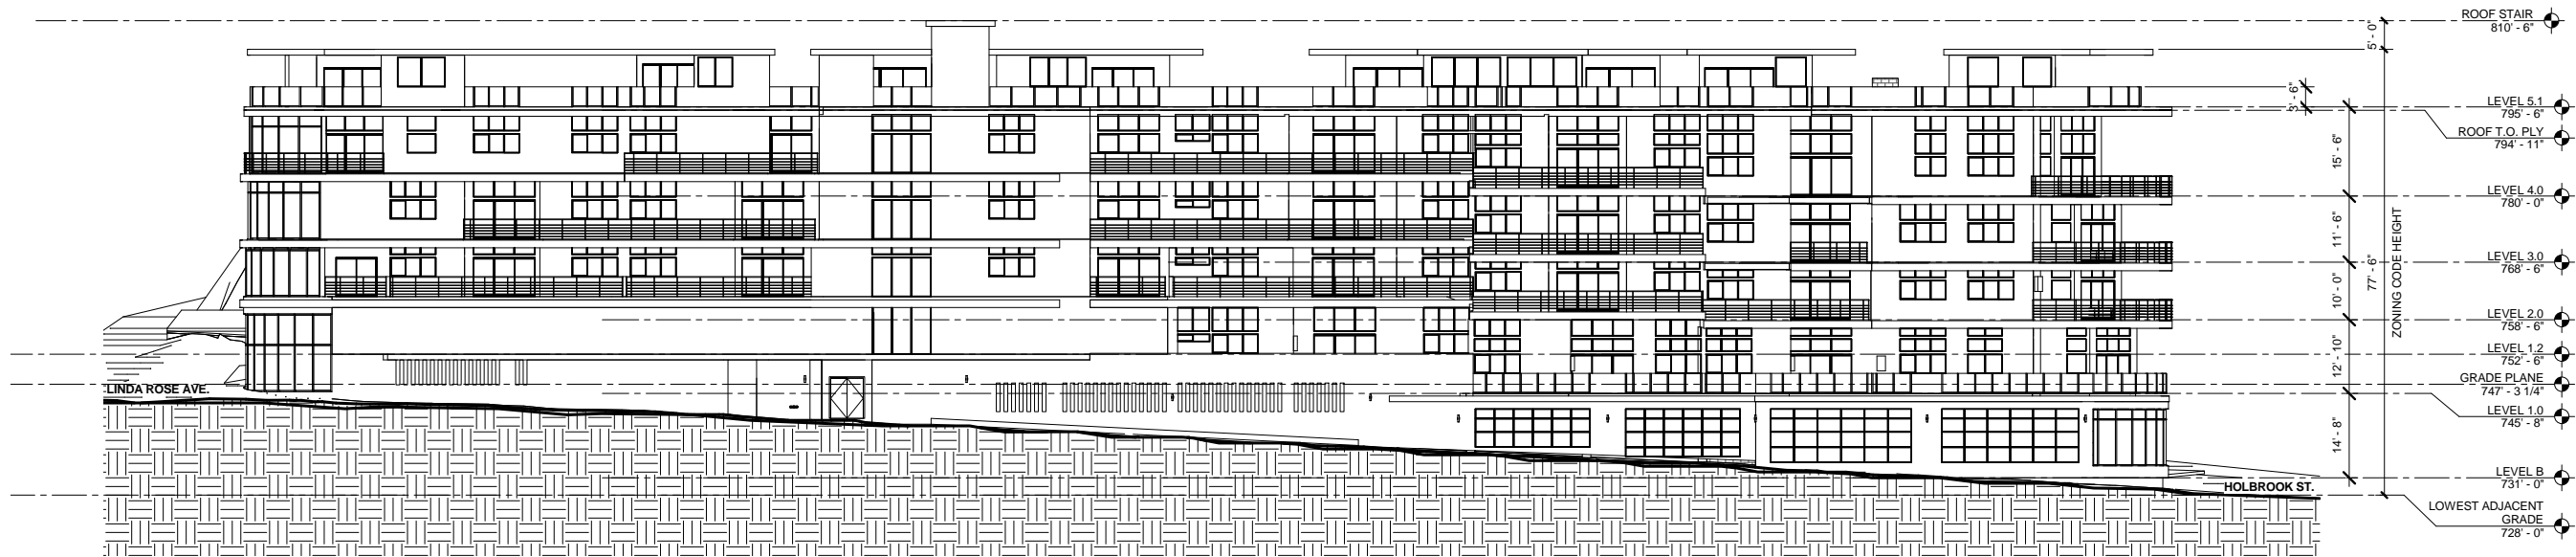 ROOF STAIR
810' - 6"
5' - 0"
3' - 6"
LEVEL 5.1
795' - 6"
ROOF T.O. PLY
794' - 11"
15' - 6"
LEVEL 4.0
780' - 0"
11' - 6"
ZONING CODE HEIGHT
77' - 6"
LEVEL 3.0
768' - 6"
10' - 0"
LEVEL 2.0
758' - 6"
12' - 10"
LEVEL 1.2
752' - 6"
GRADE PLANE
747' - 3 1/4"
LINDA ROSE AVE.
LEVEL 1.0
745' - 8"
14' - 8"
LEVEL B
731' - 0"
HOLBROOK ST.
LOWEST ADJACENT
GRADE
728' - 0"